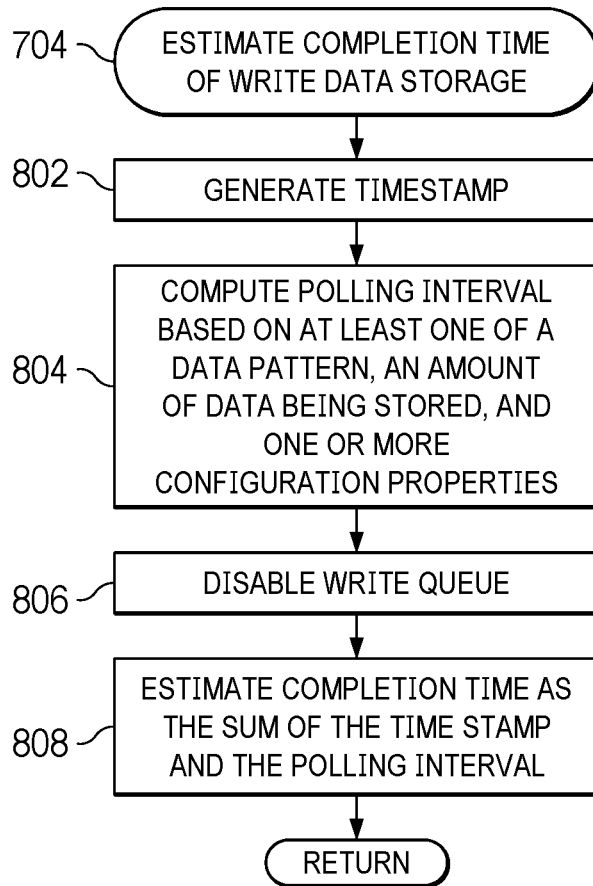 704
ESTIMATE COMPLETION TIME
OF WRITE DATA STORAGE
802
GENERATE TIMESTAMP
804
COMPUTE POLLING INTERVAL
BASED ON AT LEAST ONE OF A
DATA PATTERN, AN AMOUNT
OF DATA BEING STORED, AND
ONE OR MORE
CONFIGURATION PROPERTIES
806
DISABLE WRITE QUEUE
808
ESTIMATE COMPLETION TIME AS
THE SUM OF THE TIME STAMP
AND THE POLLING INTERVAL
RETURN